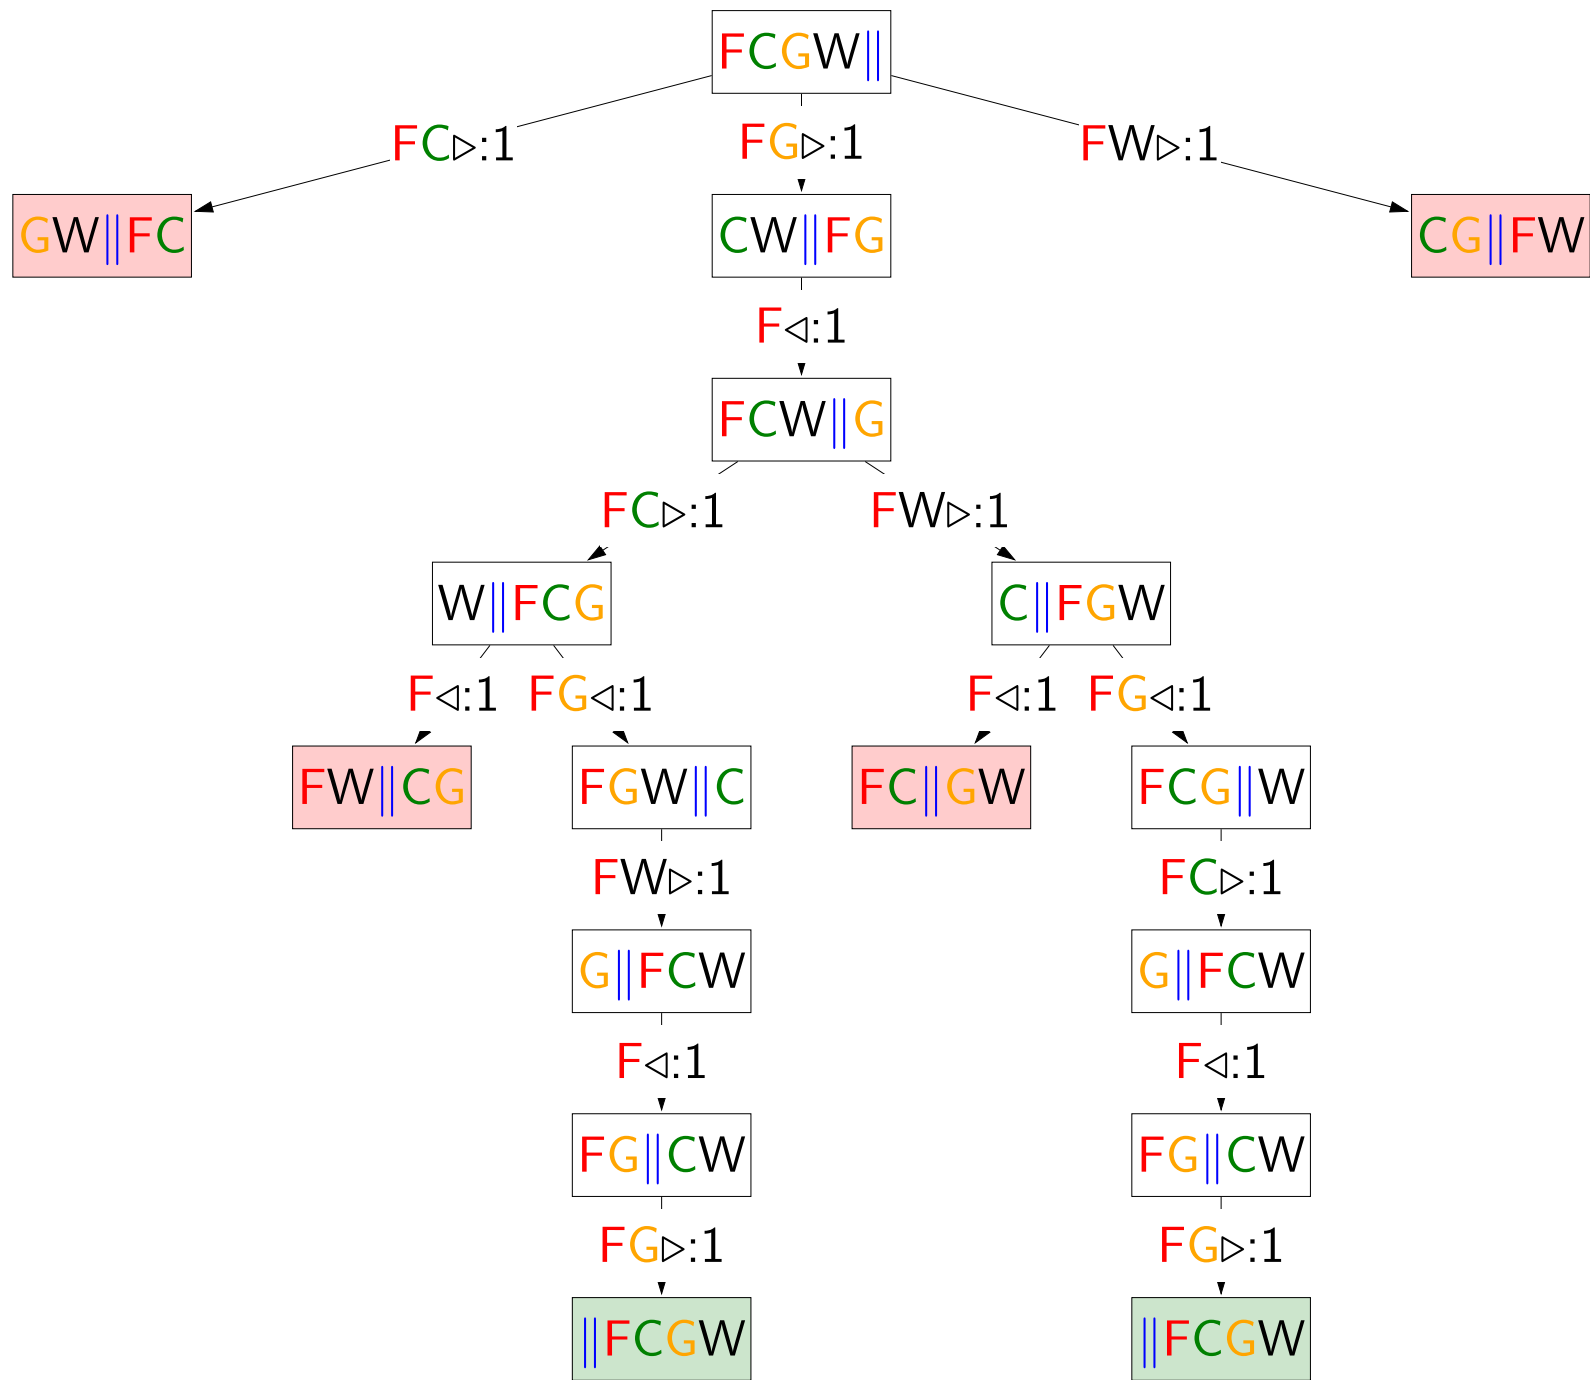 FCGW||
FC▷:1 FG▷:1 FW▷:1
GW||FC CW||FG CG||FW
F◁:1
FCW||G
FC▷:1 FW▷:1
W||FCG C||FGW
F◁:1 FG◁:1 F◁:1 FG◁:1
FW||CG FGW||C FC||GW FCG||W
FW▷:1 FC▷:1
G||FCW G||FCW
F◁:1 F◁:1
FG||CW FG||CW
FG▷:1 FG▷:1
||FCGW ||FCGW